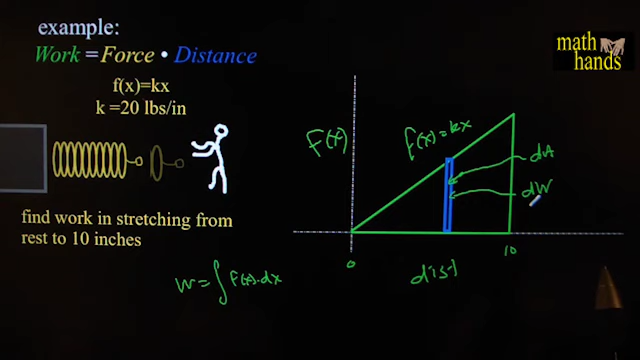 example:
Work =Force • Distance
f(x)=kx
k =20 lbs/in
find work in stretching from
rest to 10 inches
W = ∫ F(x)·dx
math
hands
F(x)
f(x)=kx
dA
dW
0
dist
10